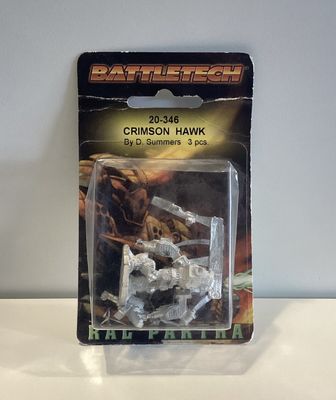 BATTLETECH
20-346
CRIMSON HAWK
By D. Summers 3 pcs.
RAL PARTHA